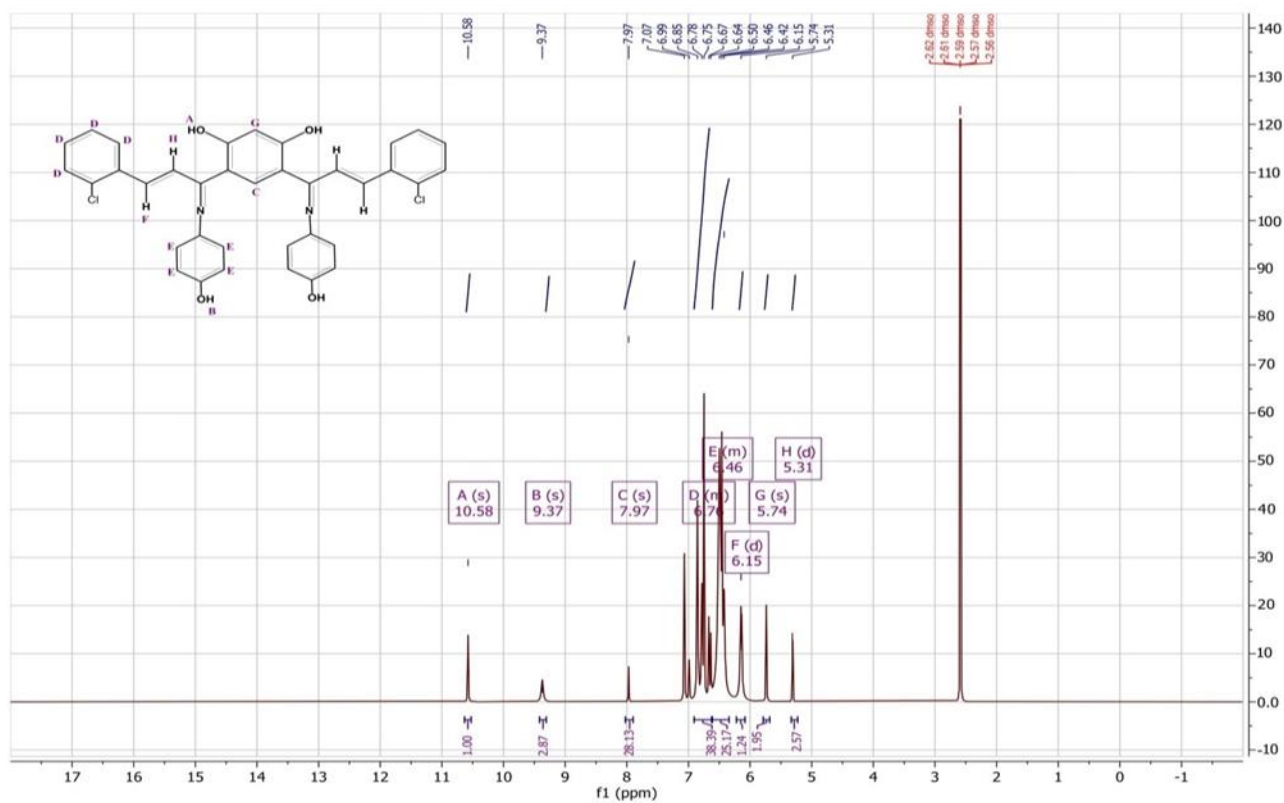 10.58
9.37
7.97
7.07
6.99
6.85
6.78
6.75
6.67
6.64
6.50
6.46
6.42
6.15
5.74
5.31
2.62 dmso
2.61 dmso
2.59 dmso
2.57 dmso
2.56 dmso
140
130
120
110
100
90
80
70
60
50
40
30
20
10
0.0
-10
A
HO
G
OH
D
D
D
D
H
H
Cl
H
F
C
Cl
H
N
N
E
E
E
E
OH
B
OH
E (m)
6.46
H (d)
5.31
A (s)
10.58
B (s)
9.37
C (s)
7.97
D (m)
G (s)
5.74
F (d)
6.15
1.00
2.87
28.13
38.39
25.17
1.24
1.95
2.57
17 16 15 14 13 12 11 10 9 8 7 6 5 4 3 2 1 0 -1
f1 (ppm)